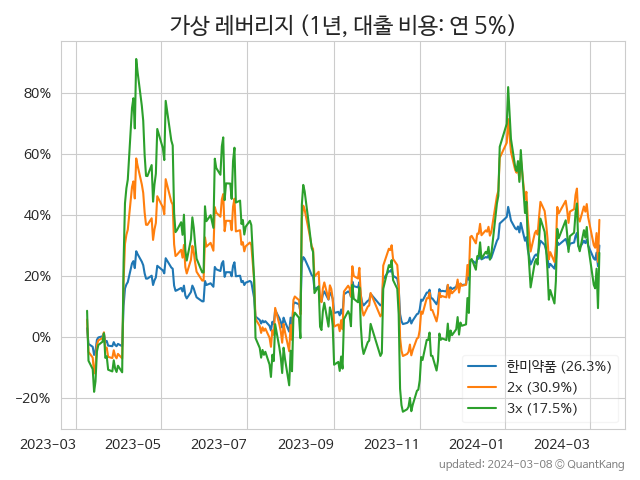 가상 레버리지 (1년, 대출 비용: 연 5%)
80%
60%
40%
20%
0%
−20%
한미약품 (26.3%)
2x (30.9%)
3x (17.5%)
2023-03 2023-05 2023-07 2023-09 2023-11 2024-01 2024-03
updated: 2024-03-08 © QuantKang